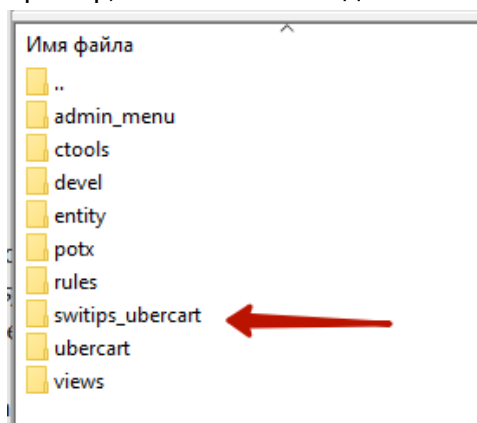 Имя файла
..
admin_menu
ctools
devel
entity
potx
rules
switips_ubercart
ubercart
views